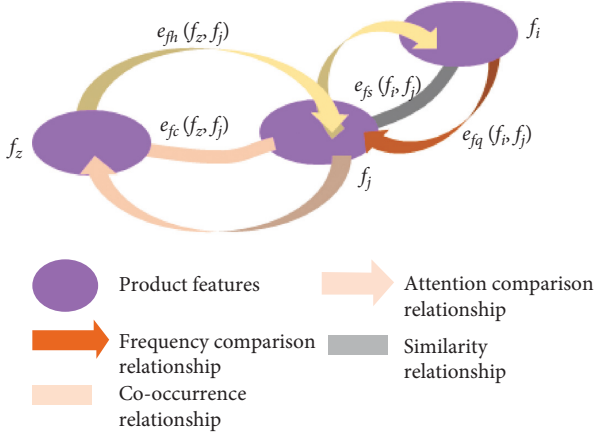 e_fh (f_z, f_j)
f_i
e_fs (f_i, f_j)
e_fc (f_z, f_j)
e_fq (f_i, f_j)
f_z
f_j
Product features
Attention comparison
relationship
Frequency comparison
relationship
Similarity
relationship
Co-occurrence
relationship